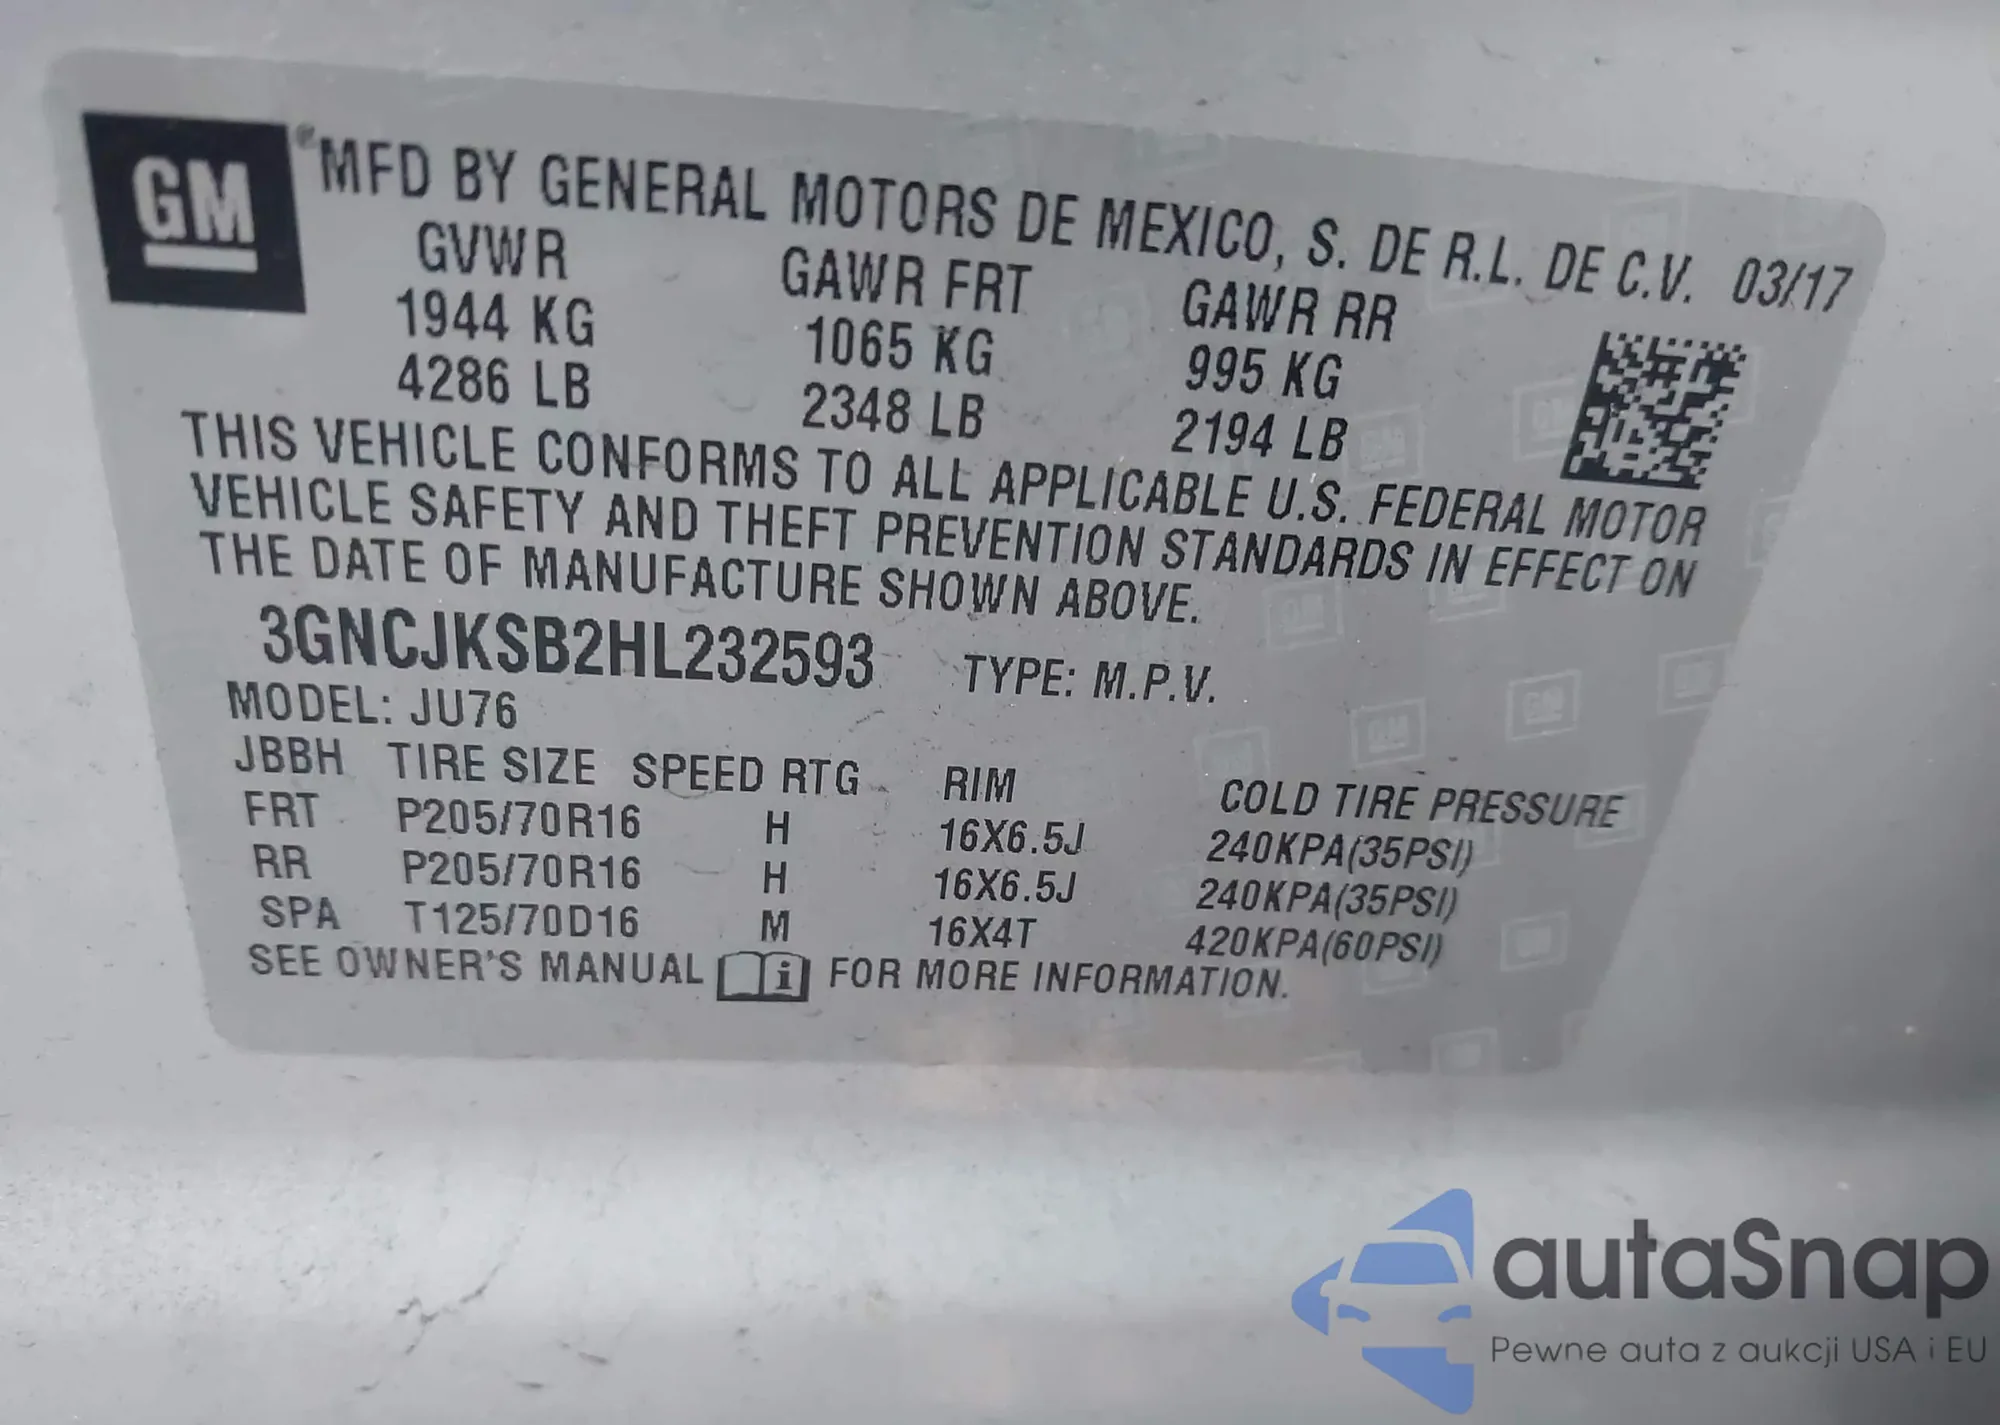 GM ® MFD BY GENERAL MOTORS DE MEXICO, S. DE R.L. DE C.V. 03/17
GVWR GAWR FRT GAWR RR
1944 KG 1065 KG 995 KG
4286 LB 2348 LB 2194 LB
THIS VEHICLE CONFORMS TO ALL APPLICABLE U.S. FEDERAL MOTOR
VEHICLE SAFETY AND THEFT PREVENTION STANDARDS IN EFFECT ON
THE DATE OF MANUFACTURE SHOWN ABOVE.
3GNCJKSB2HL232593 TYPE: M.P.V.
MODEL: JU76
JBBH TIRE SIZE SPEED RTG RIM COLD TIRE PRESSURE
FRT P205/70R16 H 16X6.5J 240KPA(35PSI)
RR P205/70R16 H 16X6.5J 240KPA(35PSI)
SPA T125/70D16 M 16X4T 420KPA(60PSI)
SEE OWNER'S MANUAL i FOR MORE INFORMATION.
autaSnap
Pewne auta z aukcji USA i EU